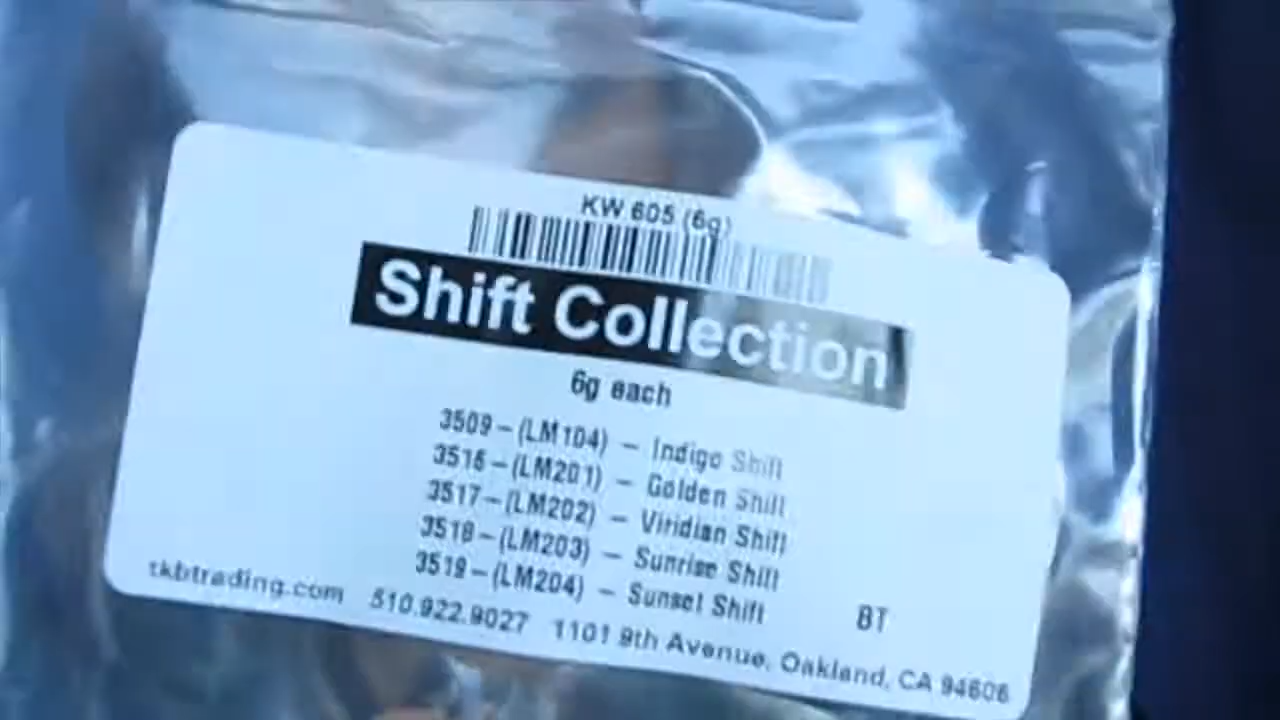 KW 605 (6g)
Shift Collection
6g each
3509 – (LM104) – Indigo Shift
3516 – (LM201) – Golden Shift
3517 – (LM202) – Viridian Shift
3518 – (LM203) – Sunrise Shift
3519 – (LM204) – Sunset Shift
BT
tkbtrading.com 510.922.9027 1101 9th Avenue, Oakland, CA 94606